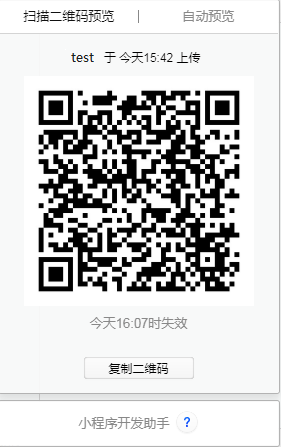 扫描二维码预览 | 自动预览
test 于 今天15:42 上传
今天16:07时失效
复制二维码
小程序开发助手 ?